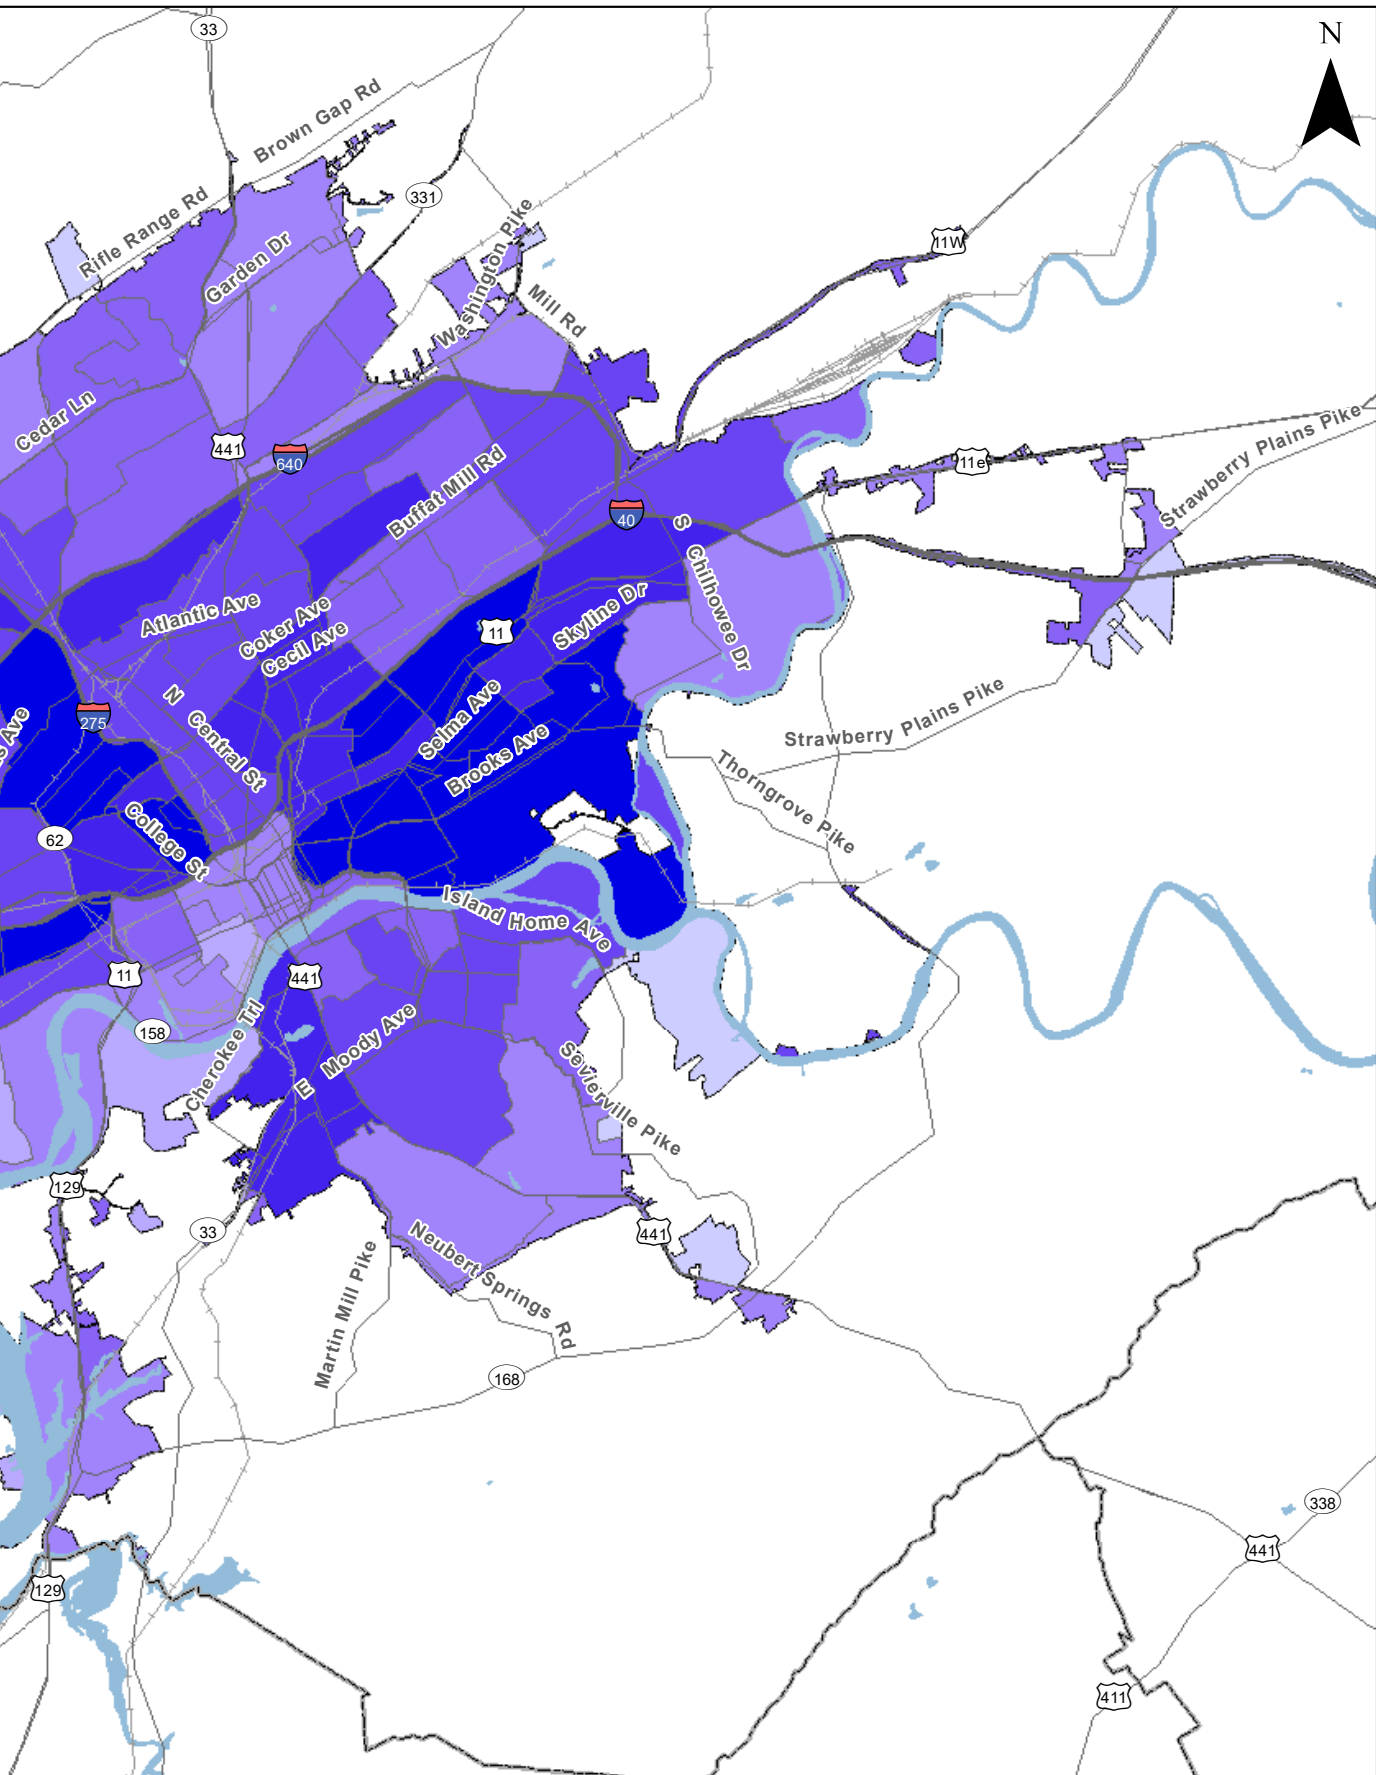 33
N
Brown Gap Rd
331
Rifle Range Rd
Washington Pike
11W
Garden Dr
Mill Rd
Cedar Ln
441
640
11e
Strawberry Plains Pike
Buffat Mill Rd
40
S Chilhowee Dr
Atlantic Ave
Coker Ave
Cecil Ave
11
Skyline Dr
N Central St
275
s Ave
Selma Ave
Brooks Ave
Strawberry Plains Pike
Thorngrove Pike
62
College St
Island Home Ave
11
441
158
Cherokee Trl
E Moody Ave
Sevierville Pike
129
33
441
Neubert Springs Rd
Martin Mill Pike
168
338
441
129
411